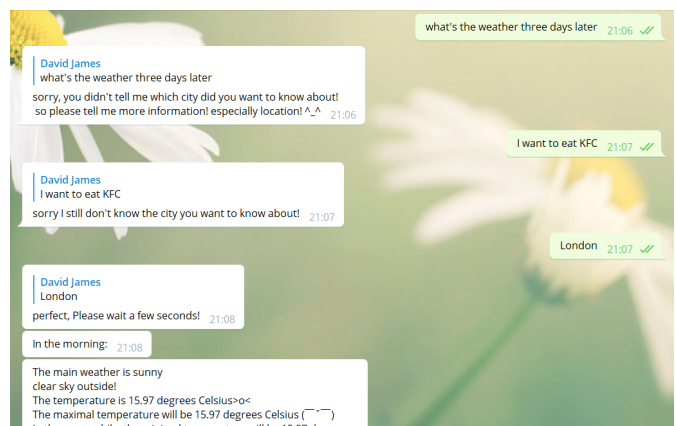 what's the weather three days later 21:06
David James
what's the weather three days later
sorry, you didn't tell me which city did you want to know about!
so please tell me more information! especially location! ^_^ 21:06
I want to eat KFC 21:07
David James
I want to eat KFC
sorry I still don't know the city you want to know about! 21:07
London 21:07
David James
London
perfect, Please wait a few seconds! 21:08
In the morning: 21:08
The main weather is sunny
clear sky outside!
The temperature is 15.97 degrees Celsius>o<
The maximal temperature will be 15.97 degrees Celsius (￣ˇ￣)